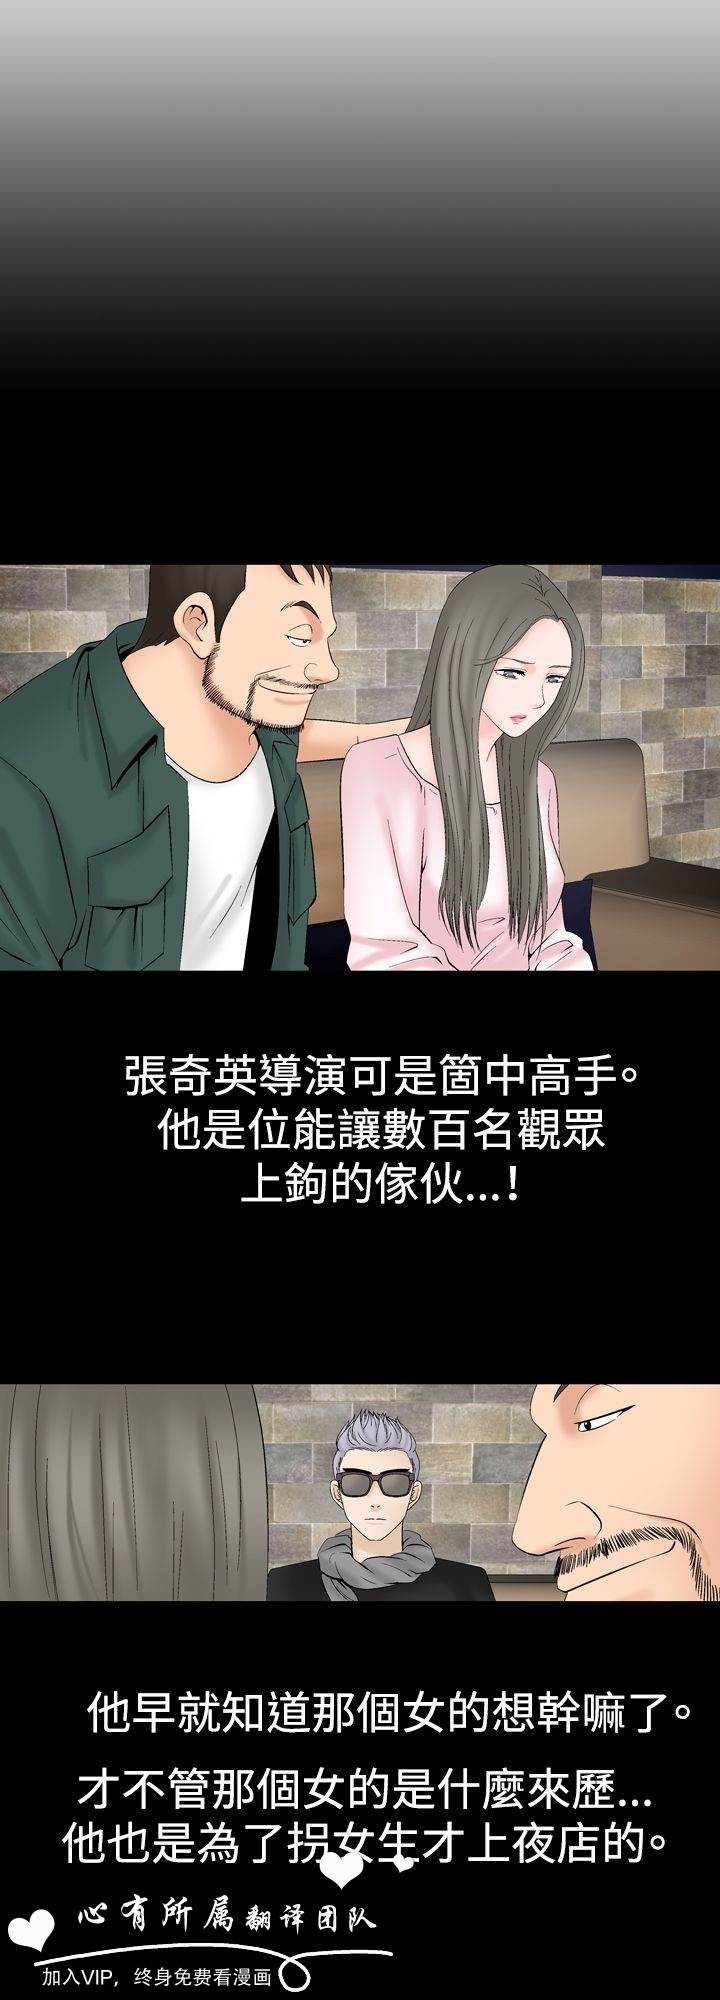 張奇英導演可是箇中高手。
他是位能讓數百名觀眾
上鉤的傢伙...！
他早就知道那個女的想幹嘛了。
才不管那個女的是什麼來歷...
他也是為了拐女生才上夜店的。
心有所属翻译团队
加入VIP，终身免费看漫画